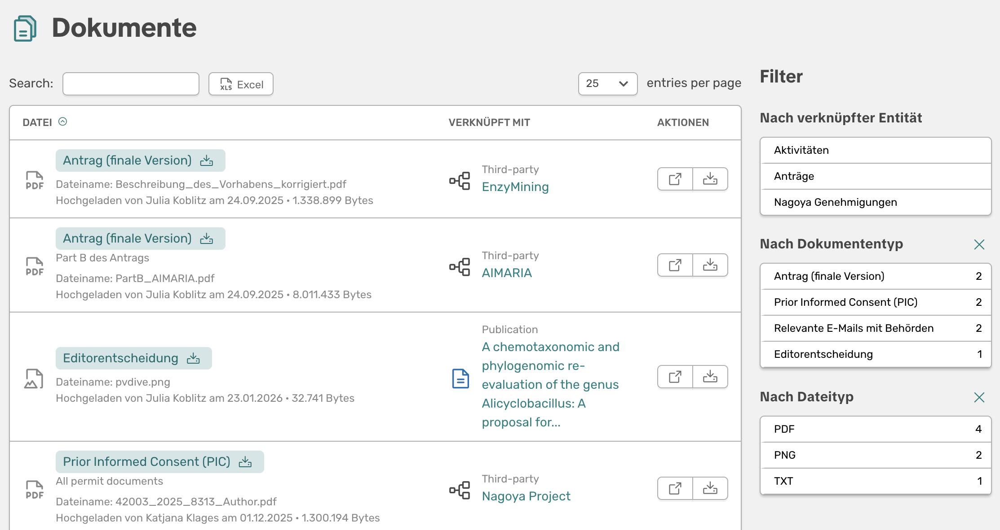 Dokumente
Search:
XLS Excel
25
entries per page
DATEI
VERKNÜPFT MIT
AKTIONEN
PDF
Antrag (finale Version)
Dateiname: Beschreibung_des_Vorhabens_korrigiert.pdf
Hochgeladen von Julia Koblitz am 24.09.2025 • 1.338.899 Bytes
Third-party
EnzyMining
PDF
Antrag (finale Version)
Part B des Antrags
Dateiname: PartB_AIMARIA.pdf
Hochgeladen von Julia Koblitz am 24.09.2025 • 8.011.433 Bytes
Third-party
AIMARIA
Editorentscheidung
Dateiname: pvdive.png
Hochgeladen von Julia Koblitz am 23.01.2026 • 32.741 Bytes
Publication
A chemotaxonomic and
phylogenomic re-
evaluation of the genus
Alicyclobacillus: A
proposal for...
PDF
Prior Informed Consent (PIC)
All permit documents
Dateiname: 42003_2025_8313_Author.pdf
Hochgeladen von Katjana Klages am 01.12.2025 • 1.300.194 Bytes
Third-party
Nagoya Project
Filter
Nach verknüpfter Entität
Aktivitäten
Anträge
Nagoya Genehmigungen
Nach Dokumententyp
Antrag (finale Version) 2
Prior Informed Consent (PIC) 2
Relevante E-Mails mit Behörden 2
Editorentscheidung 1
Nach Dateityp
PDF 4
PNG 2
TXT 1